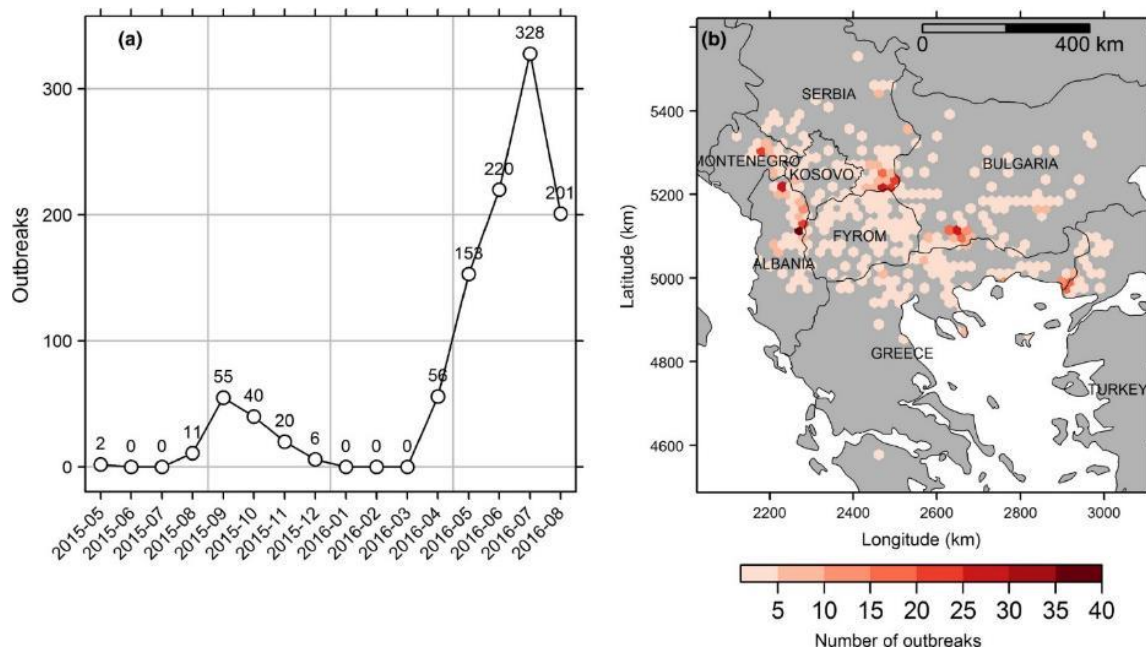 (a)
Outbreaks
300
200
100
0
2
0
0
11
55
40
20
6
0
0
0
56
153
220
328
201
2015-05
2015-06
2015-07
2015-08
2015-09
2015-10
2015-11
2015-12
2016-01
2016-02
2016-03
2016-04
2016-05
2016-06
2016-07
2016-08
(b)
0 400 km
SERBIA
MONTENEGRO
KOSOVO
BULGARIA
FYROM
ALBANIA
GREECE
TURKEY
Latitude (km)
5400
5200
5000
4800
4600
2200 2400 2600 2800 3000
Longitude (km)
5 10 15 20 25 30 35 40
Number of outbreaks